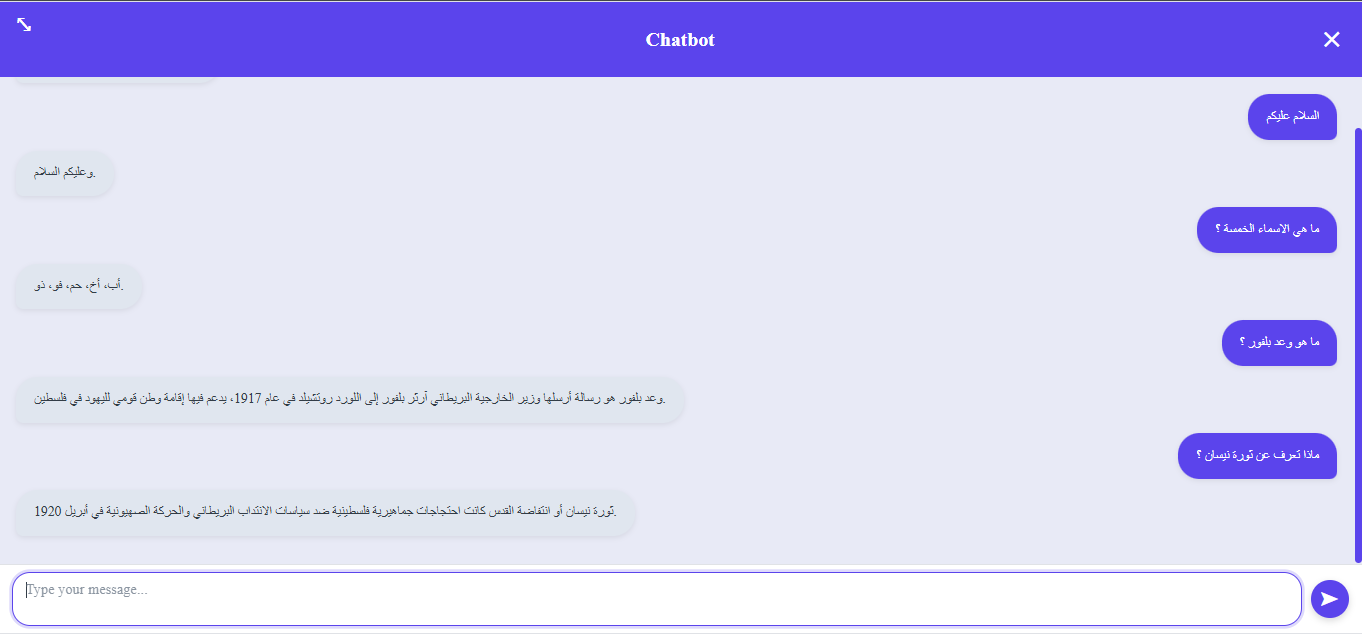 Chatbot
السلام عليكم
وعليكم السلام.
ما هي الاسماء الخمسة ؟
أب، أخ، حم، فو، ذو.
ما هو وعد بلفور ؟
وعد بلفور هو رسالة أرسلها وزير الخارجية البريطاني آرثر بلفور إلى اللورد روتشيلد في عام 1917، يدعم فيها إقامة وطن قومي لليهود في فلسطين.
ماذا تعرف عن ثورة نيسان ؟
ثورة نيسان أو انتفاضة القدس كانت احتجاجات جماهيرية فلسطينية ضد سياسات الانتداب البريطاني والحركة الصهيونية في أبريل 1920.
Type your message...